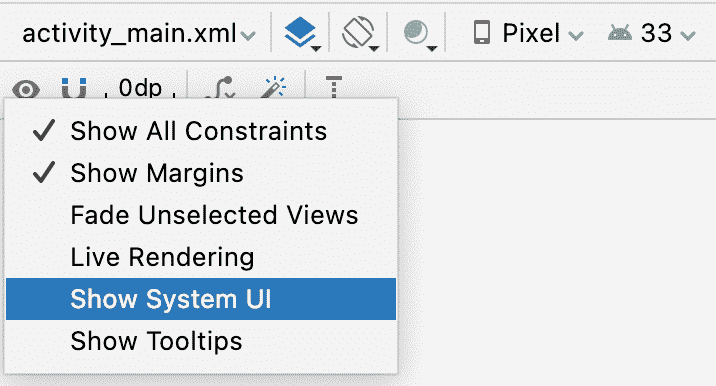 activity_main.xml Pixel 33
0dp
Show All Constraints
Show Margins
Fade Unselected Views
Live Rendering
Show System UI
Show Tooltips